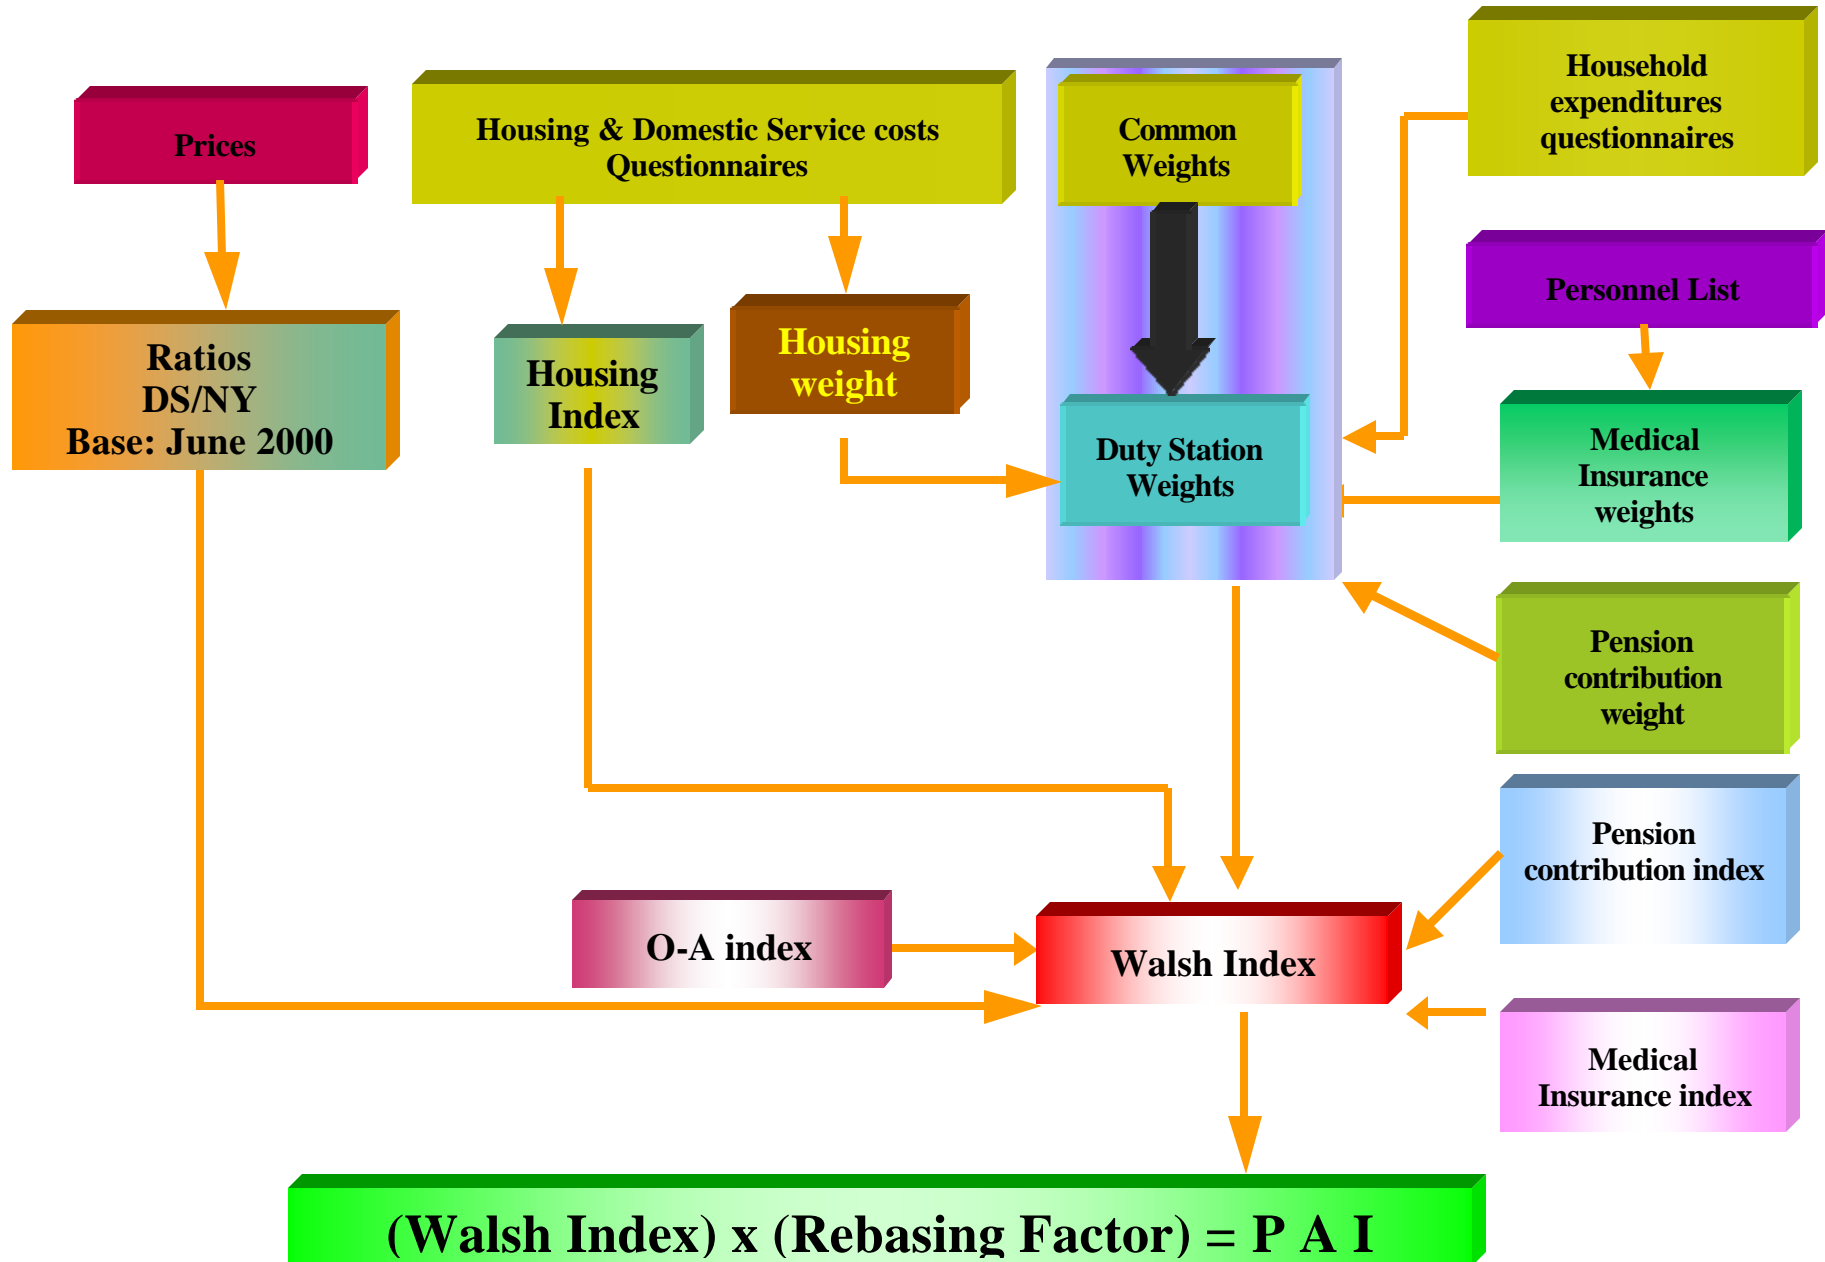 Prices
Housing & Domestic Service costs
Questionnaires
Common
Weights
Household
expenditures
questionnaires
Personnel List
Ratios
DS/NY
Base: June 2000
Housing
Index
Housing
weight
Duty Station
Weights
Medical
Insurance
weights
Pension
contribution
weight
Pension
contribution index
O-A index
Walsh Index
Medical
Insurance index
(Walsh Index) x (Rebasing Factor) = P A I